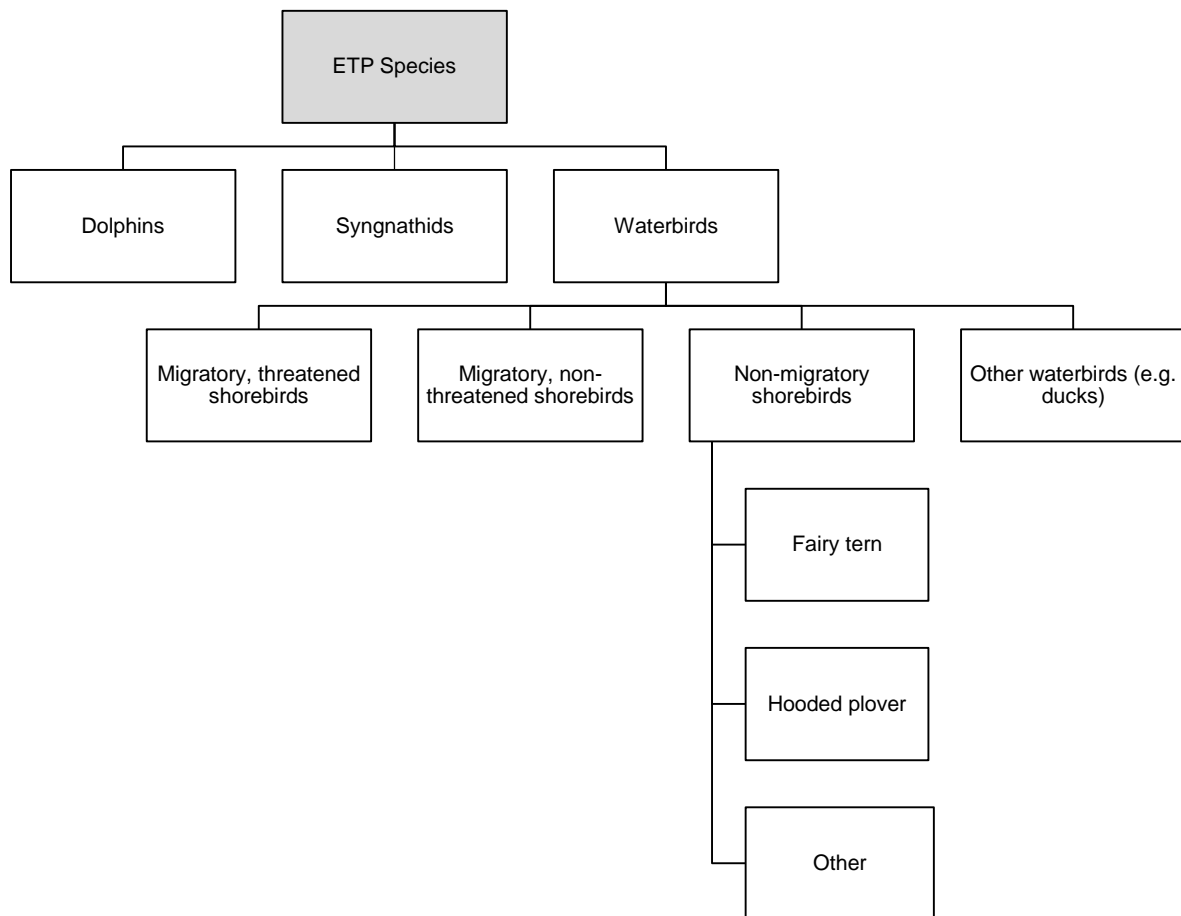 ETP Species
Dolphins
Syngnathids
Waterbirds
Migratory, threatened
shorebirds
Migratory, non-
threatened shorebirds
Non-migratory
shorebirds
Other waterbirds (e.g.
ducks)
Fairy tern
Hooded plover
Other